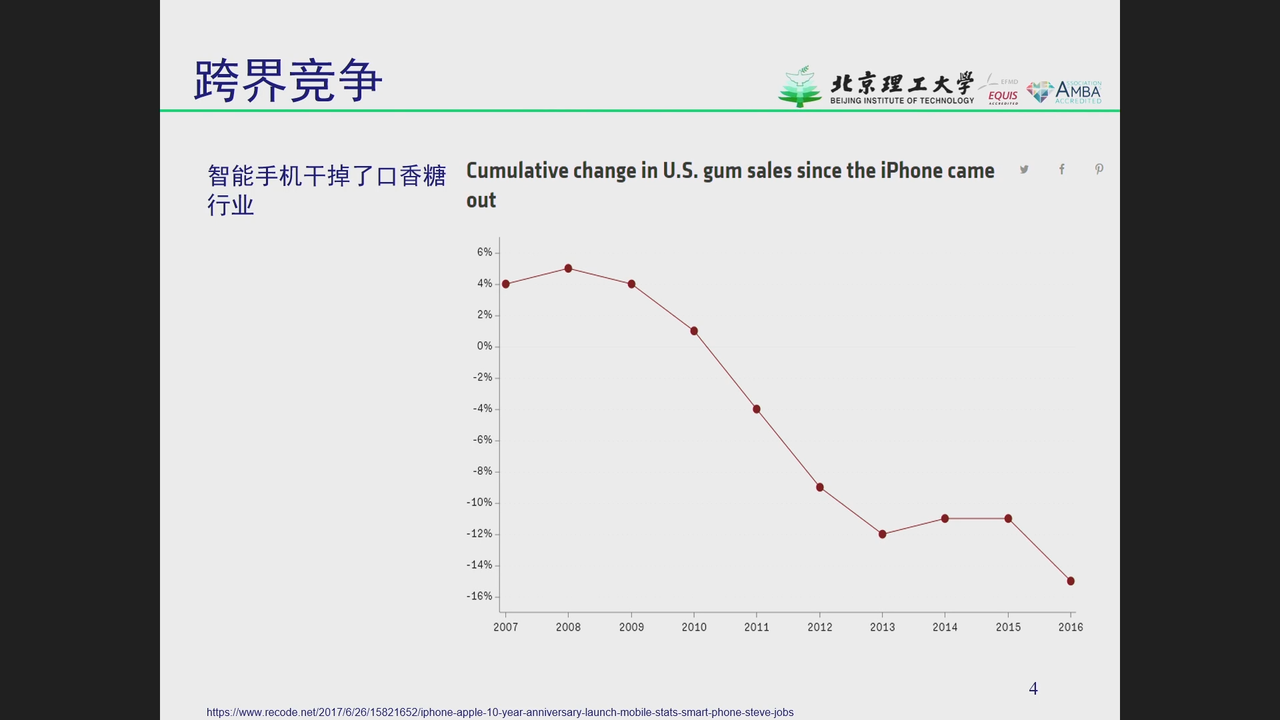 跨界竞争
北京理工大学
BEIJING INSTITUTE OF TECHNOLOGY
EFMD
EQUIS
ACCREDITED
ASSOCIATION
AMBA
ACCREDITED
智能手机干掉了口香糖
行业
Cumulative change in U.S. gum sales since the iPhone came
out
6%
4%
2%
0%
-2%
-4%
-6%
-8%
-10%
-12%
-14%
-16%
2007 2008 2009 2010 2011 2012 2013 2014 2015 2016
4
https://www.recode.net/2017/6/26/15821652/iphone-apple-10-year-anniversary-launch-mobile-stats-smart-phone-steve-jobs